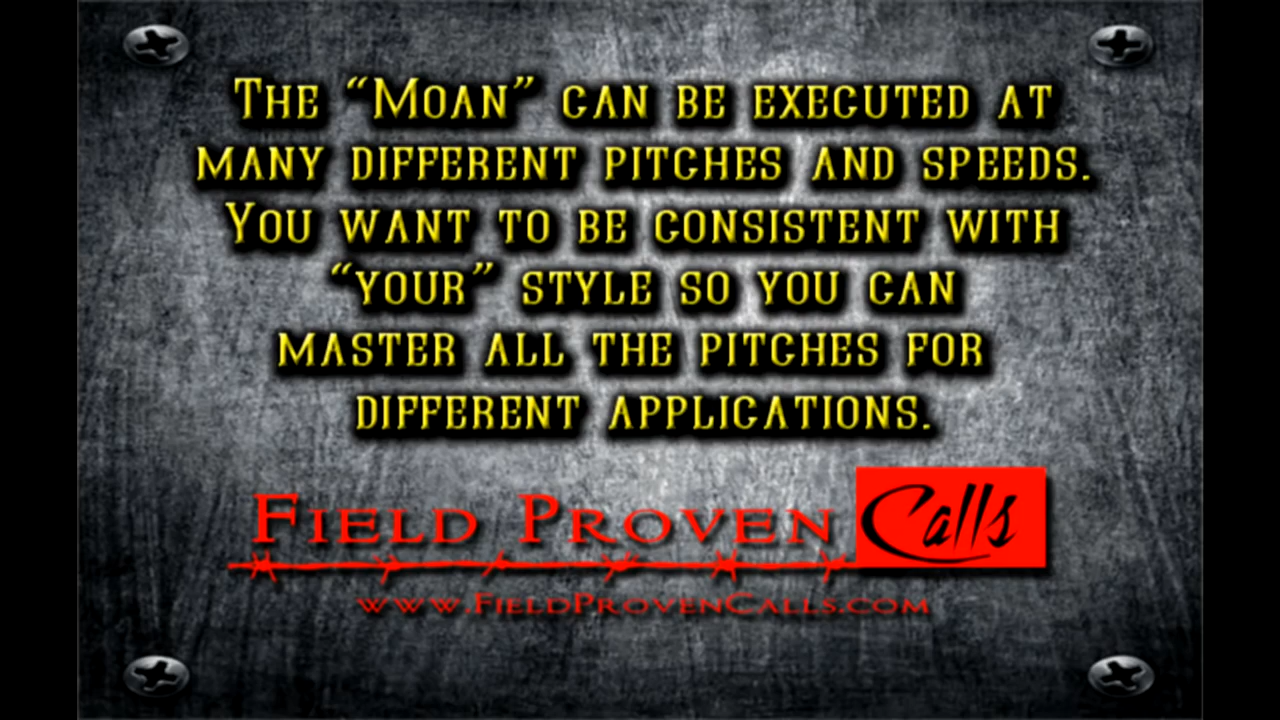 The “Moan” can be executed at
many different pitches and speeds.
You want to be consistent with
“your” style so you can
master all the pitches for
different applications.
Field Proven Calls
www.FieldProvenCalls.com